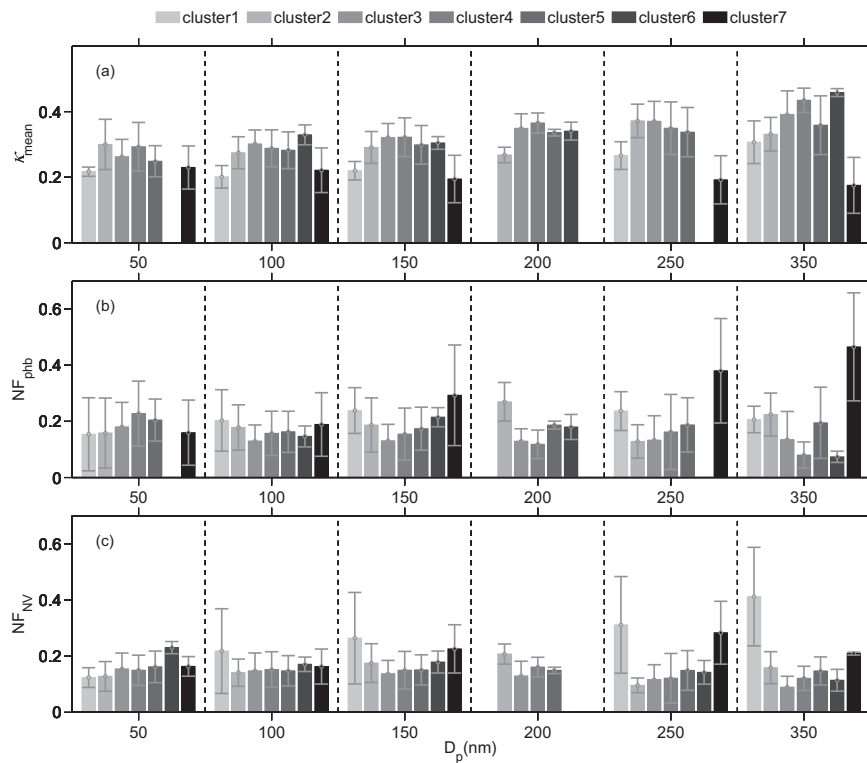 cluster1 cluster2 cluster3 cluster4 cluster5 cluster6 cluster7
(a)
κmean
0.4
0.2
0
50 100 150 200 250 350
(b)
NFphb
0.6
0.4
0.2
0
50 100 150 200 250 350
(c)
NFNV
0.6
0.4
0.2
0
50 100 150 200 250 350
Dp(nm)